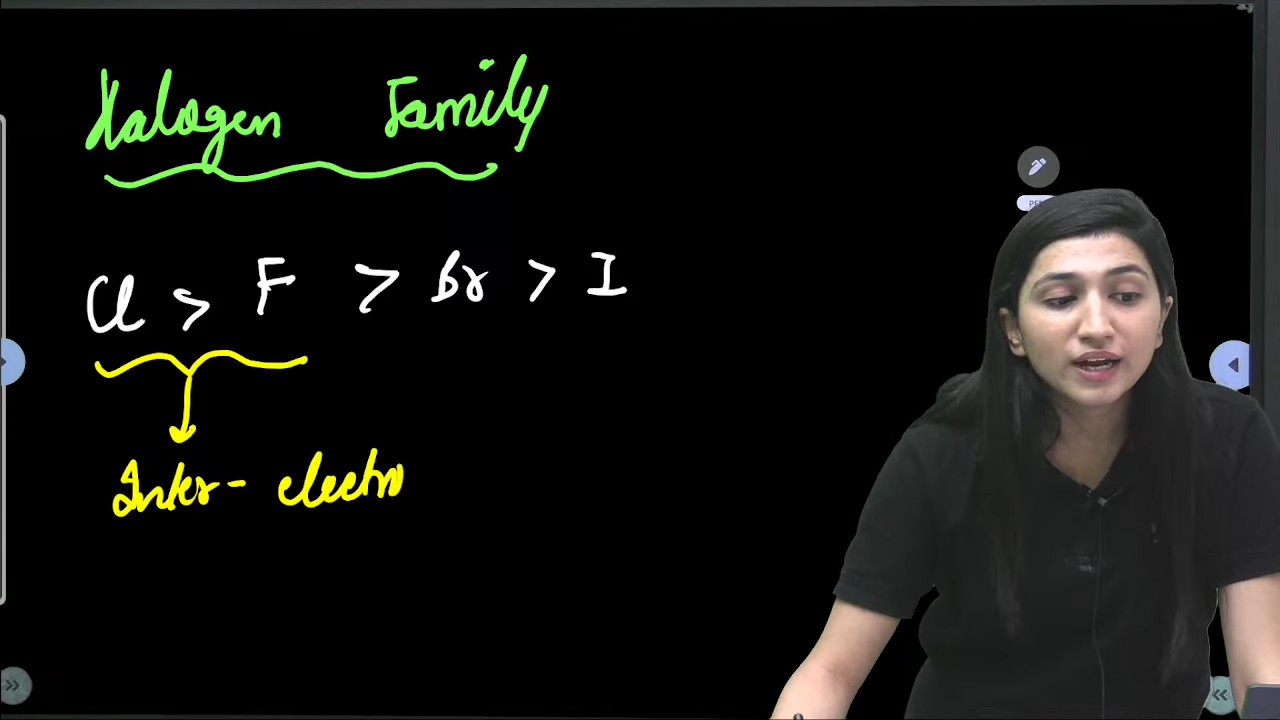 Halogen Family
Cl > F > Br > I
Inter - electro